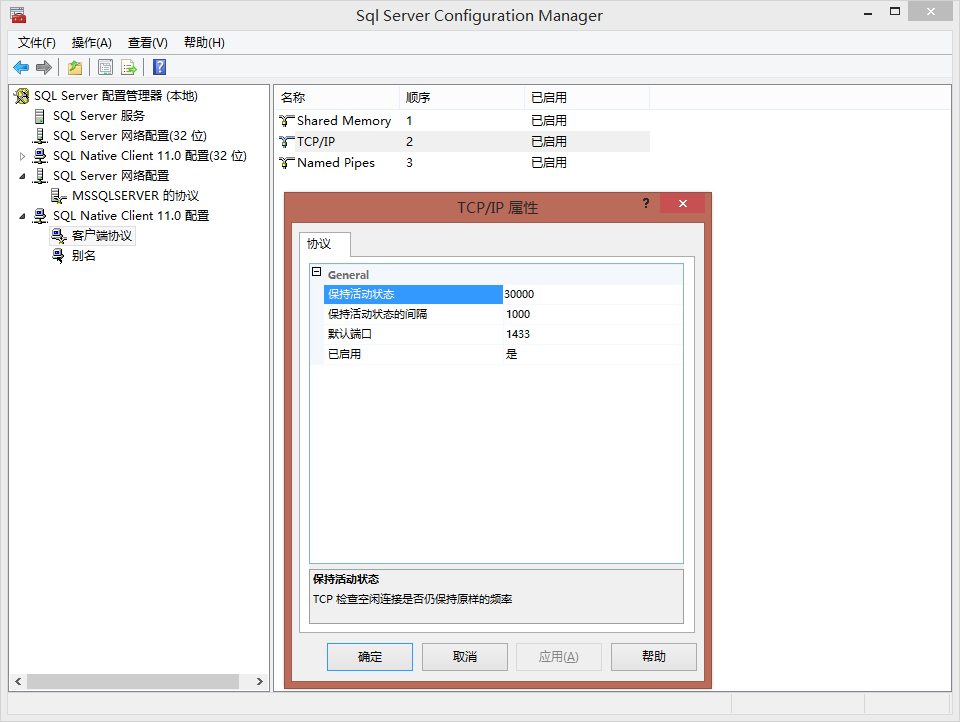 Sql Server Configuration Manager
文件(F) 操作(A) 查看(V) 帮助(H)
SQL Server 配置管理器 (本地)
SQL Server 服务
SQL Server 网络配置(32 位)
SQL Native Client 11.0 配置(32 位)
SQL Server 网络配置
MSSQLSERVER 的协议
SQL Native Client 11.0 配置
客户端协议
别名
名称 顺序 已启用
Shared Memory 1 已启用
TCP/IP 2 已启用
Named Pipes 3 已启用
TCP/IP 属性
协议
General
保持活动状态 30000
保持活动状态的间隔 1000
默认端口 1433
已启用 是
保持活动状态
TCP 检查空闲连接是否仍保持原样的频率
确定 取消 应用(A) 帮助